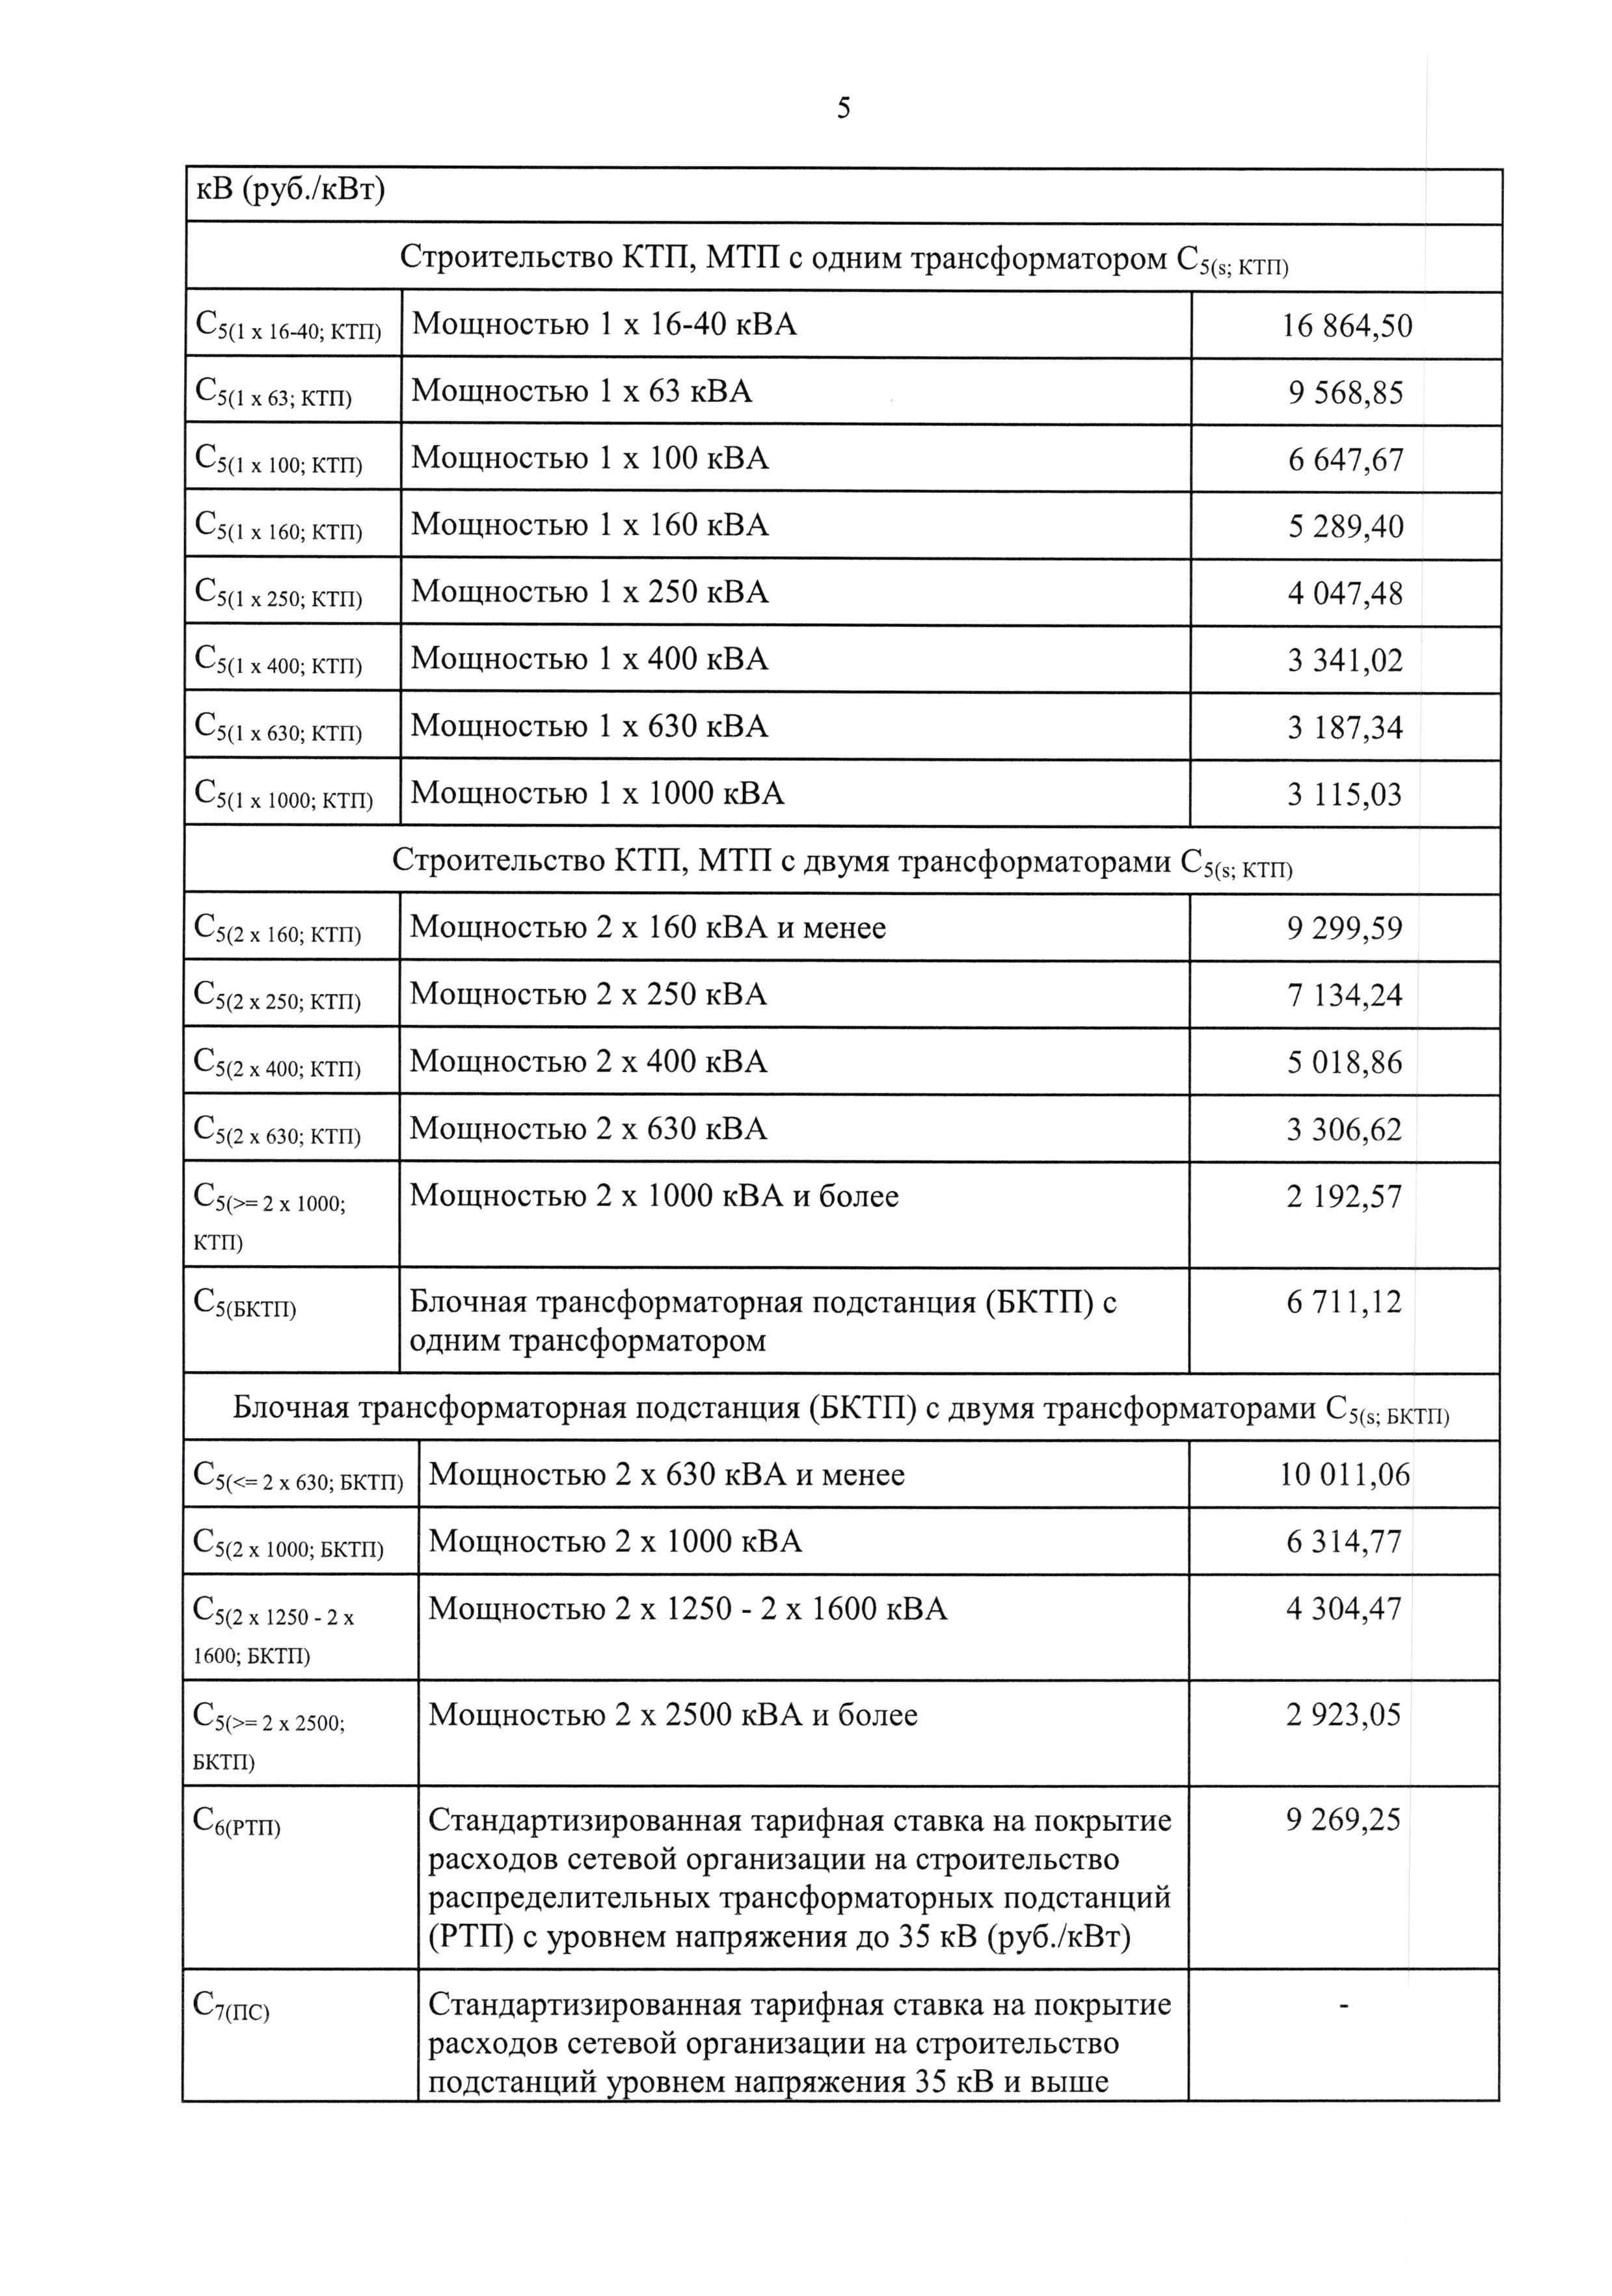 5
кВ (руб./кВт)
Строительство КТП, МТП с одним трансформатором С5(s; КТП)
С5(1 х 16-40; КТП) Мощностью 1 х 16-40 кВА 16 864,50
С5(1 х 63; КТП) Мощностью 1 х 63 кВА 9 568,85
С5(1 х 100; КТП) Мощностью 1 х 100 кВА 6 647,67
С5(1 х 160; КТП) Мощностью 1 х 160 кВА 5 289,40
С5(1 х 250; КТП) Мощностью 1 х 250 кВА 4 047,48
С5(1 х 400; КТП) Мощностью 1 х 400 кВА 3 341,02
С5(1 х 630; КТП) Мощностью 1 х 630 кВА 3 187,34
С5(1 х 1000; КТП) Мощностью 1 х 1000 кВА 3 115,03
Строительство КТП, МТП с двумя трансформаторами С5(s; КТП)
С5(2 х 160; КТП) Мощностью 2 х 160 кВА и менее 9 299,59
С5(2 х 250; КТП) Мощностью 2 х 250 кВА 7 134,24
С5(2 х 400; КТП) Мощностью 2 х 400 кВА 5 018,86
С5(2 х 630; КТП) Мощностью 2 х 630 кВА 3 306,62
С5(>= 2 х 1000; Мощностью 2 х 1000 кВА и более 2 192,57
КТП)
С5(БКТП) Блочная трансформаторная подстанция (БКТП) с 6 711,12
одним трансформатором
Блочная трансформаторная подстанция (БКТП) с двумя трансформаторами С5(s; БКТП)
С5(<= 2 х 630; БКТП) Мощностью 2 х 630 кВА и менее 10 011,06
С5(2 х 1000; БКТП) Мощностью 2 х 1000 кВА 6 314,77
С5(2 х 1250 - 2 х Мощностью 2 х 1250 - 2 х 1600 кВА 4 304,47
1600; БКТП)
С5(>= 2 х 2500; Мощностью 2 х 2500 кВА и более 2 923,05
БКТП)
С6(РТП) Стандартизированная тарифная ставка на покрытие 9 269,25
расходов сетевой организации на строительство
распределительных трансформаторных подстанций
(РТП) с уровнем напряжения до 35 кВ (руб./кВт)
С7(ПС) Стандартизированная тарифная ставка на покрытие -
расходов сетевой организации на строительство
подстанций уровнем напряжения 35 кВ и выше